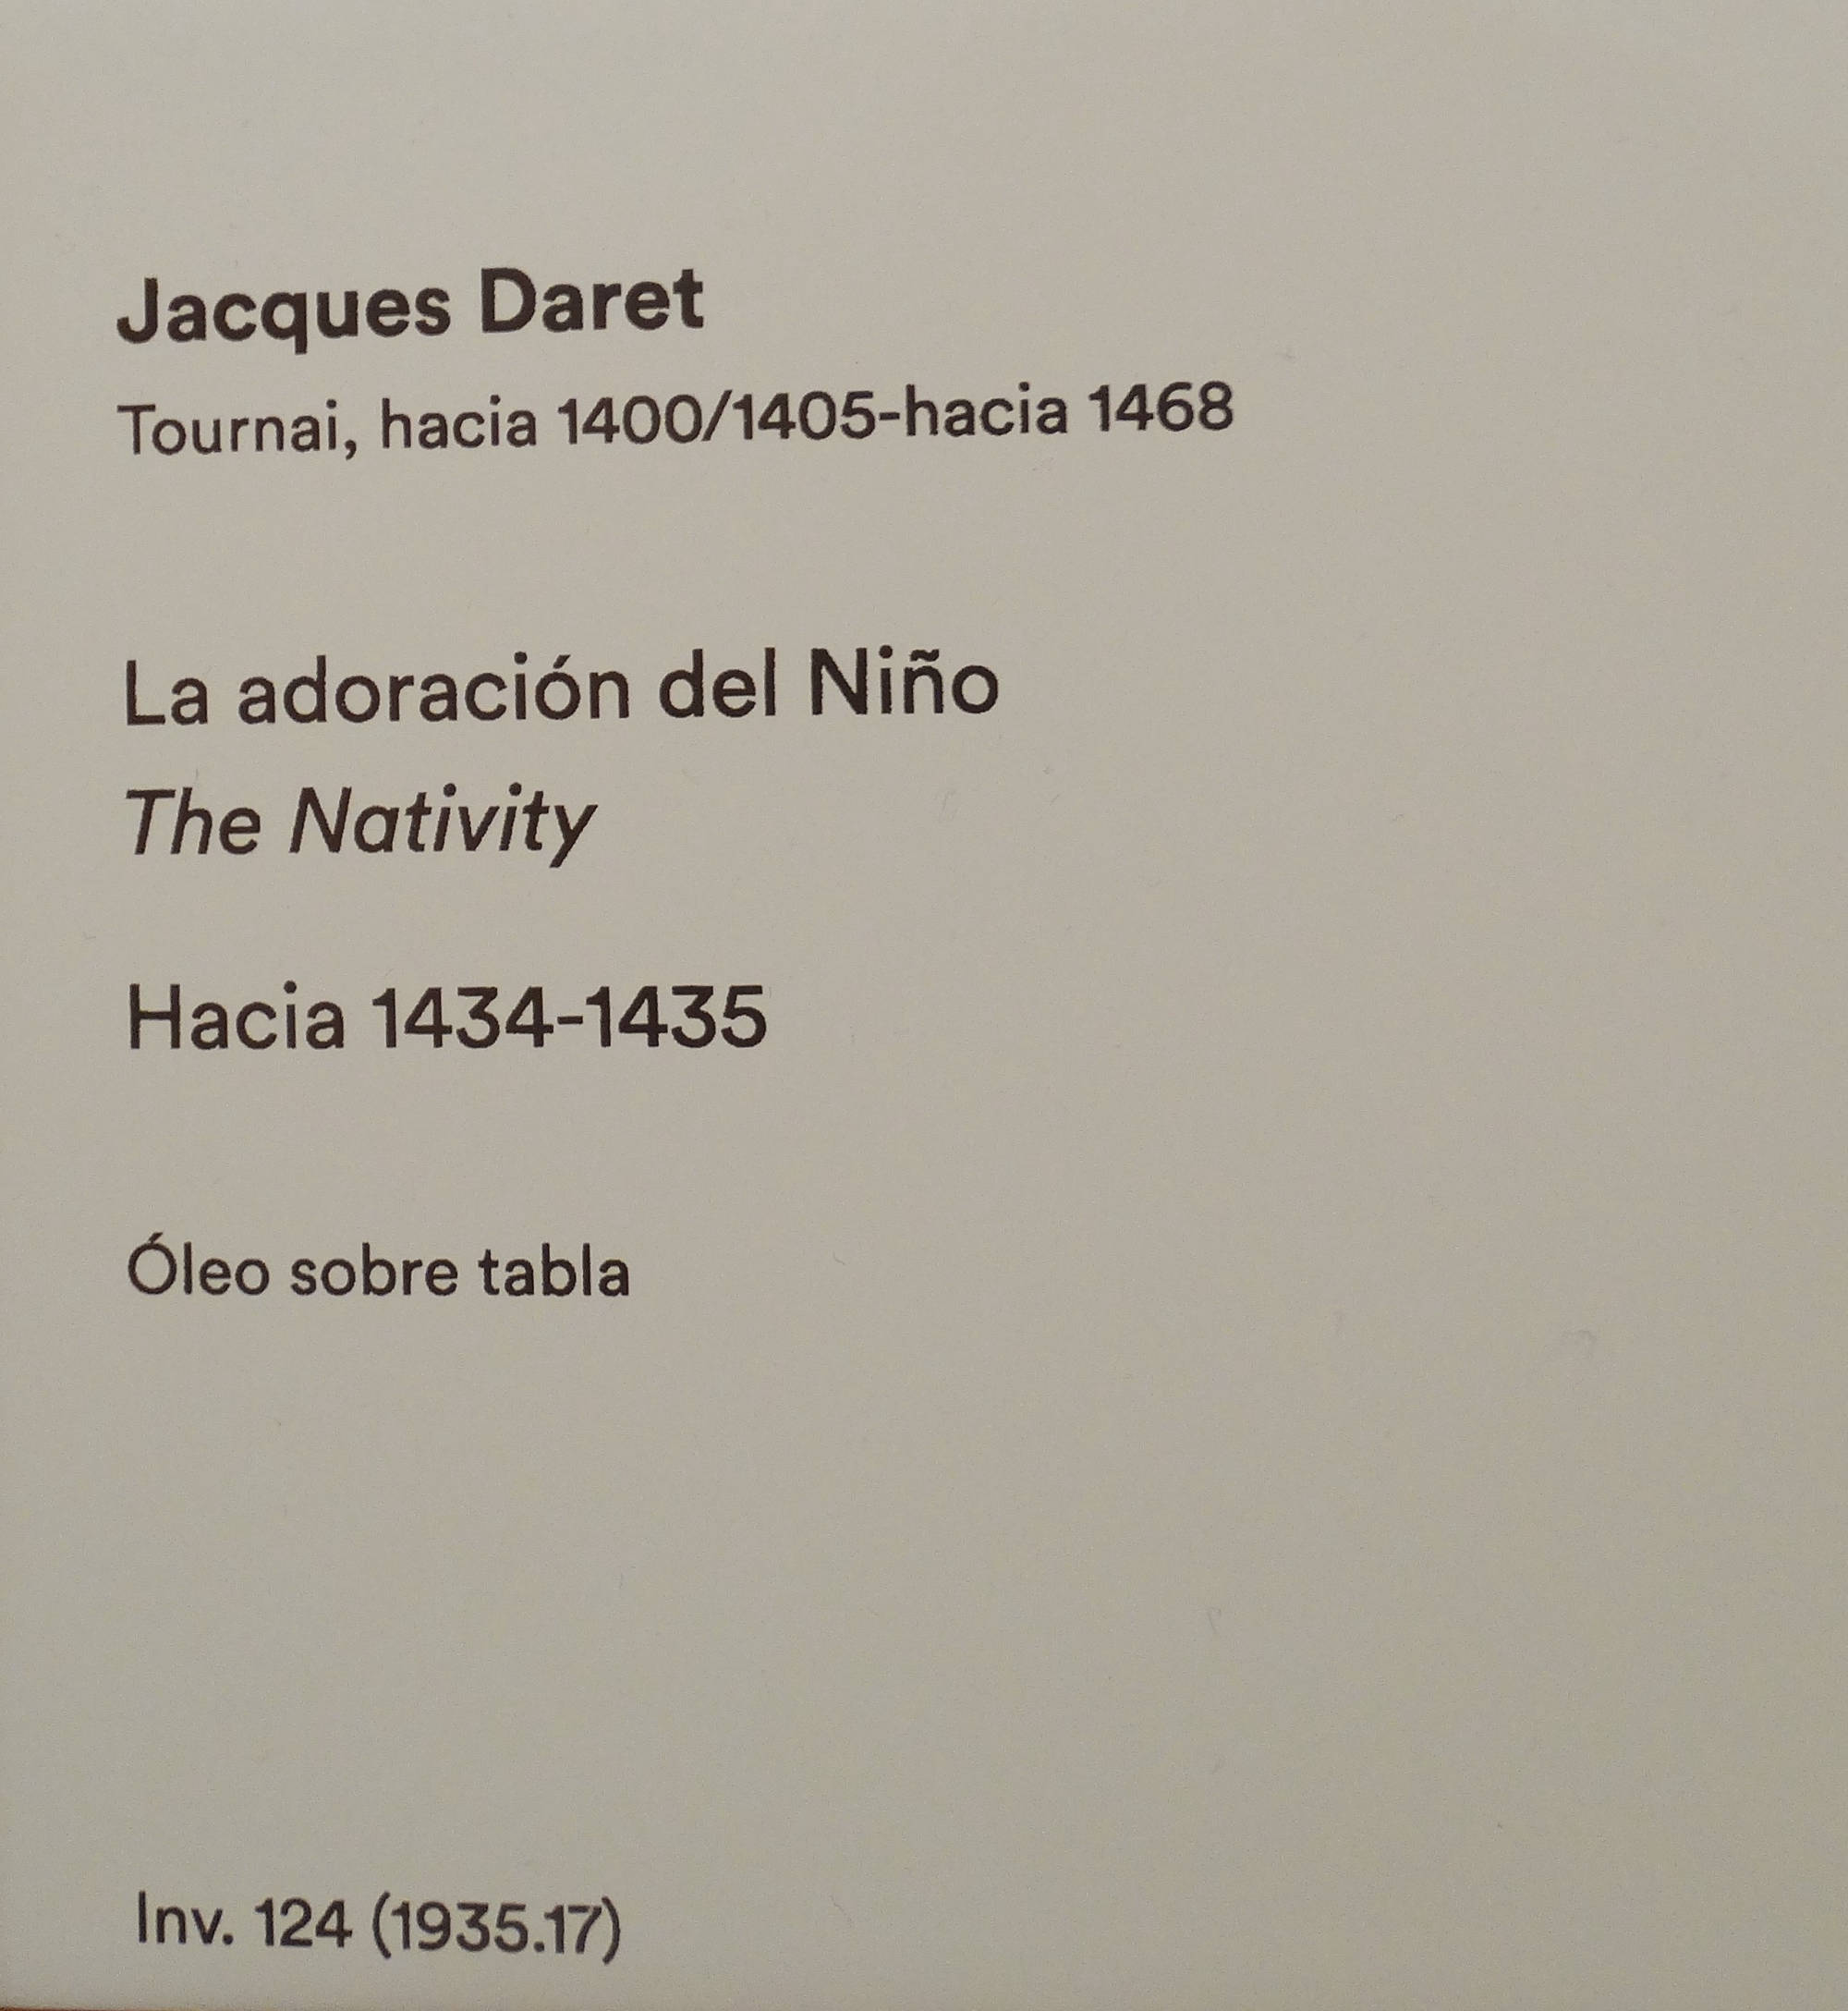 Jacques Daret
Tournai, hacia 1400/1405-hacia 1468
La adoración del Niño
The Nativity
Hacia 1434-1435
Óleo sobre tabla
Inv. 124 (1935.17)